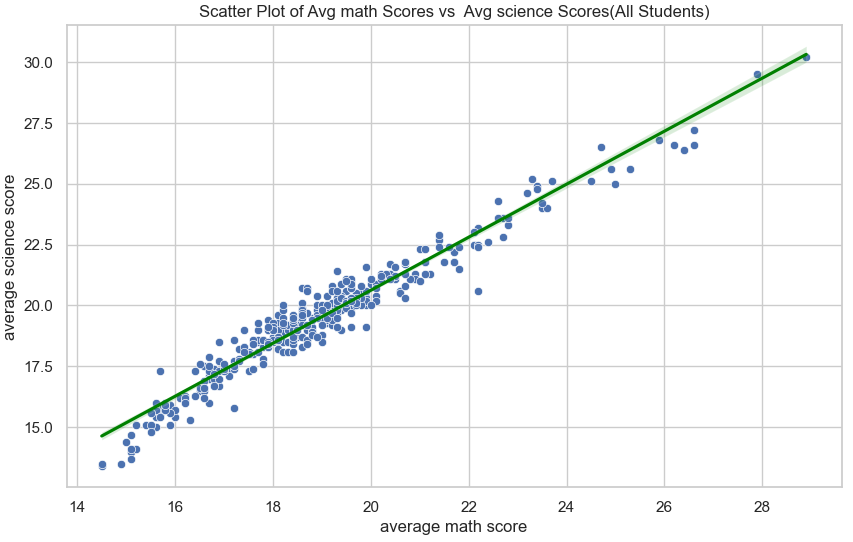 Scatter Plot of Avg math Scores vs  Avg science Scores(All Students)
30.0
27.5
25.0
22.5
20.0
17.5
15.0
average science score
14 16 18 20 22 24 26 28
average math score